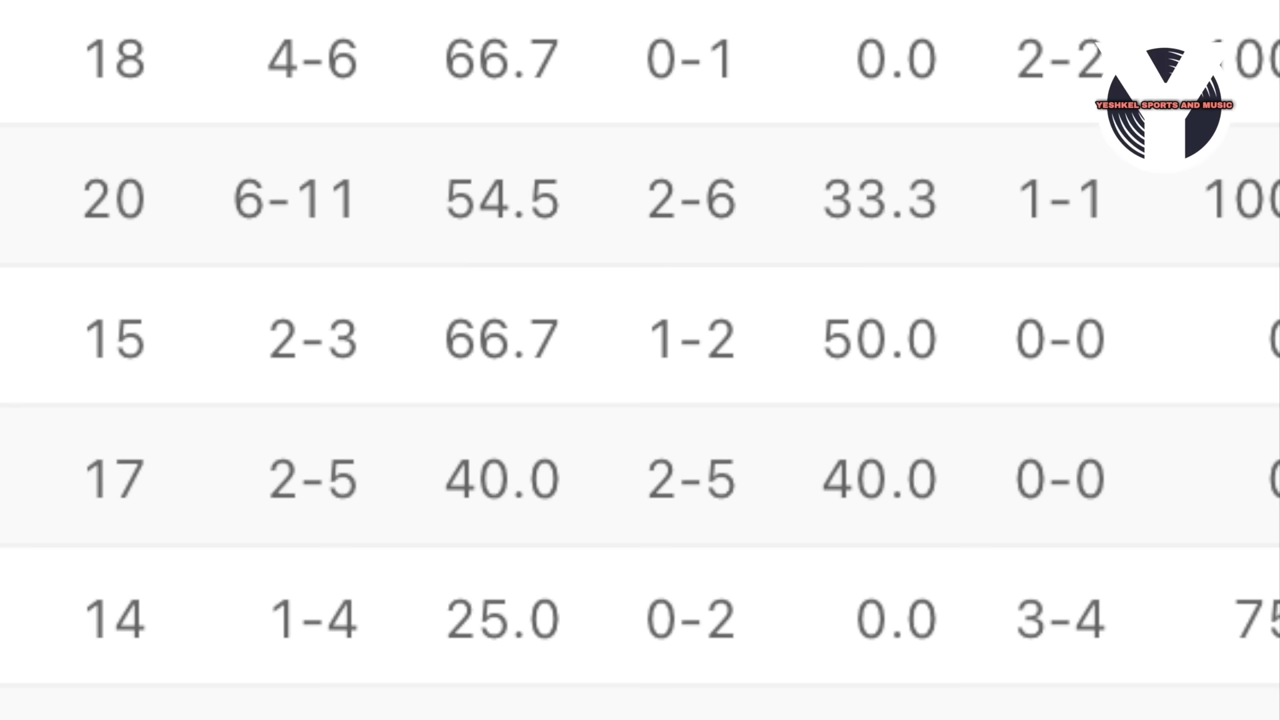 18 4-6 66.7 0-1 0.0 2-2
YESHKEL SPORTS AND MUSIC
20 6-11 54.5 2-6 33.3 1-1 100
15 2-3 66.7 1-2 50.0 0-0
17 2-5 40.0 2-5 40.0 0-0
14 1-4 25.0 0-2 0.0 3-4 75